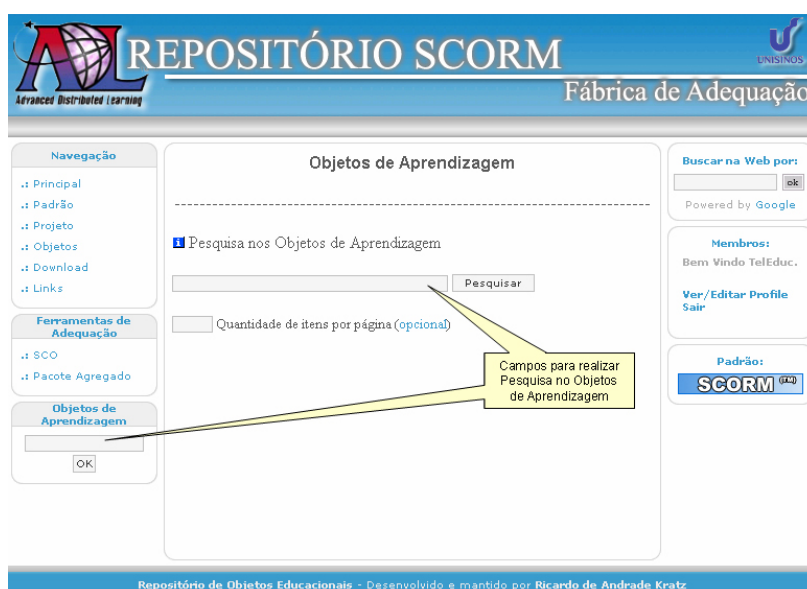 ADL
Advanced Distributed Learning
REPOSITÓRIO SCORM
Fábrica de Adequação
UNISINOS
Navegação
.: Principal
.: Padrão
.: Projeto
.: Objetos
.: Download
.: Links
Ferramentas de
Adequação
.: SCO
.: Pacote Agregado
Objetos de
Aprendizagem
OK
Objetos de Aprendizagem
i Pesquisa nos Objetos de Aprendizagem
Pesquisar
Quantidade de itens por página (opcional)
Campos para realizar
Pesquisa no Objetos
de Aprendizagem
Buscar na Web por:
ok
Powered by Google
Membros:
Bem Vindo TelEduc.
Ver/Editar Profile
Sair
Padrão:
SCORM
Repositório de Objetos Educacionais - Desenvolvido e mantido por Ricardo de Andrade Kratz